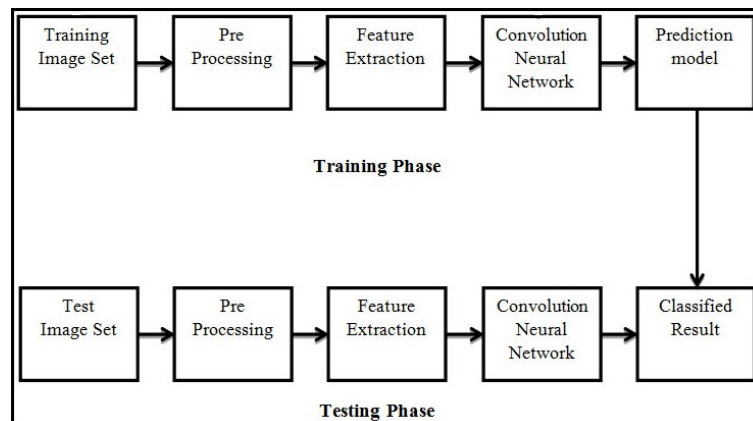 Training
Image Set
Pre
Processing
Feature
Extraction
Convolution
Neural
Network
Prediction
model
Training Phase
Test
Image Set
Pre
Processing
Feature
Extraction
Convolution
Neural
Network
Classified
Result
Testing Phase